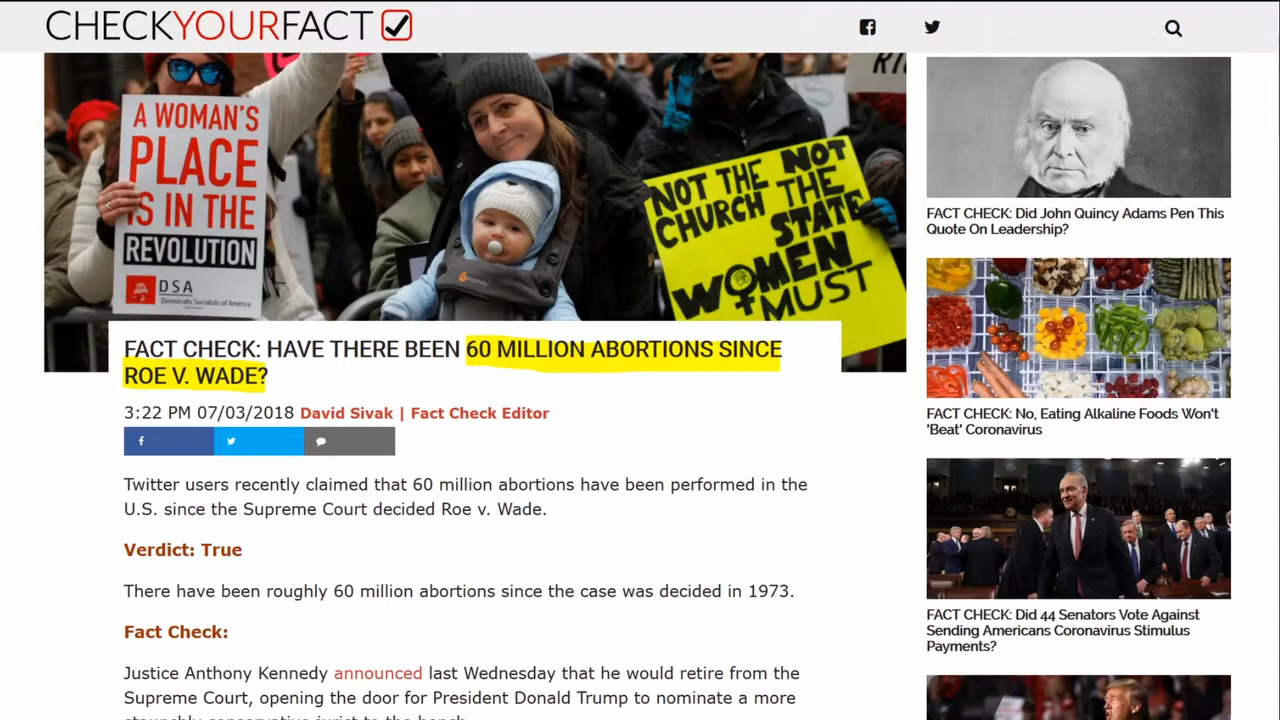 CHECKYOURFACT
A WOMAN'S
PLACE
IS IN THE
REVOLUTION
DSA
Democratic Socialists of America
NOT THE CHURCH
NOT THE STATE
WOMEN
MUST
FACT CHECK: HAVE THERE BEEN 60 MILLION ABORTIONS SINCE
ROE V. WADE?
3:22 PM 07/03/2018 David Sivak | Fact Check Editor
Twitter users recently claimed that 60 million abortions have been performed in the
U.S. since the Supreme Court decided Roe v. Wade.
Verdict: True
There have been roughly 60 million abortions since the case was decided in 1973.
Fact Check:
Justice Anthony Kennedy announced last Wednesday that he would retire from the
Supreme Court, opening the door for President Donald Trump to nominate a more
staunchly conservative jurist to the bench.
FACT CHECK: Did John Quincy Adams Pen This
Quote On Leadership?
FACT CHECK: No, Eating Alkaline Foods Won't
'Beat' Coronavirus
FACT CHECK: Did 44 Senators Vote Against
Sending Americans Coronavirus Stimulus
Payments?